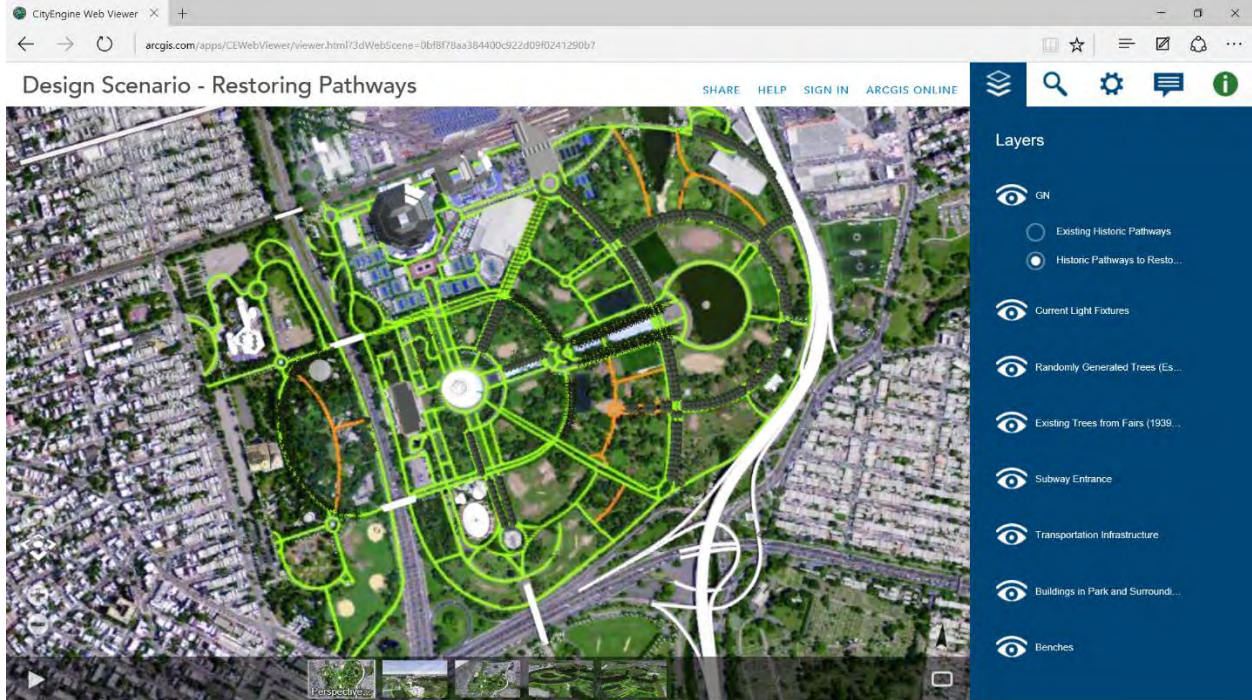 CityEngine Web Viewer
arcgis.com/apps/CEWebViewer/viewer.html?3dWebScene=0bf8f78aa384400c922d09f0241290b7
Design Scenario - Restoring Pathways
SHARE HELP SIGN IN ARCGIS ONLINE
Layers
GN
Existing Historic Pathways
Historic Pathways to Resto...
Current Light Fixtures
Randomly Generated Trees (Es...
Existing Trees from Fairs (1939...
Subway Entrance
Transportation Infrastructure
Buildings in Park and Surroundi...
Benches
Perspective...